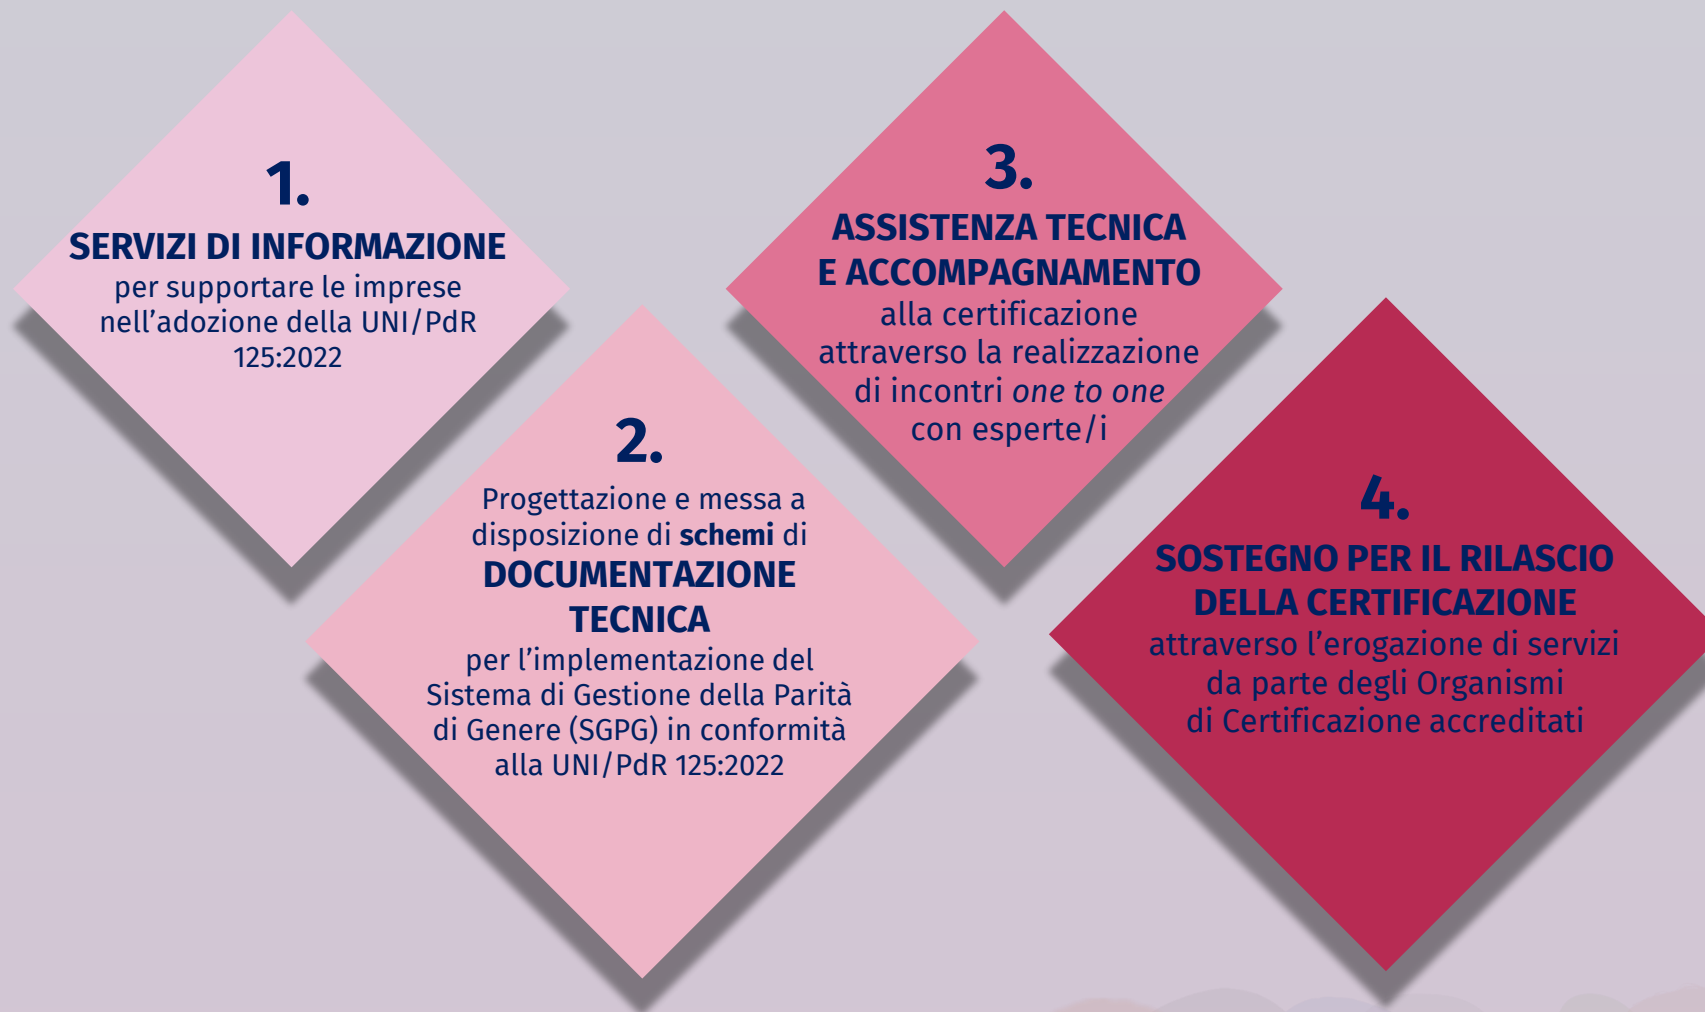 1.
SERVIZI DI INFORMAZIONE
per supportare le imprese
nell’adozione della UNI/PdR
125:2022
2.
Progettazione e messa a
disposizione di schemi di
DOCUMENTAZIONE
TECNICA
per l’implementazione del
Sistema di Gestione della Parità
di Genere (SGPG) in conformità
alla UNI/PdR 125:2022
3.
ASSISTENZA TECNICA
E ACCOMPAGNAMENTO
alla certificazione
attraverso la realizzazione
di incontri one to one
con esperte/i
4.
SOSTEGNO PER IL RILASCIO
DELLA CERTIFICAZIONE
attraverso l’erogazione di servizi
da parte degli Organismi
di Certificazione accreditati